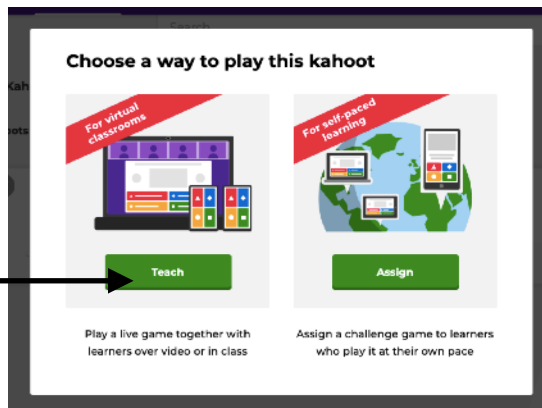 Search
Choose a way to play this kahoot
Kah
oots
For virtual
classrooms
For self-paced
learning
Teach
Assign
Play a live game together with
learners over video or in class
Assign a challenge game to learners
who play it at their own pace